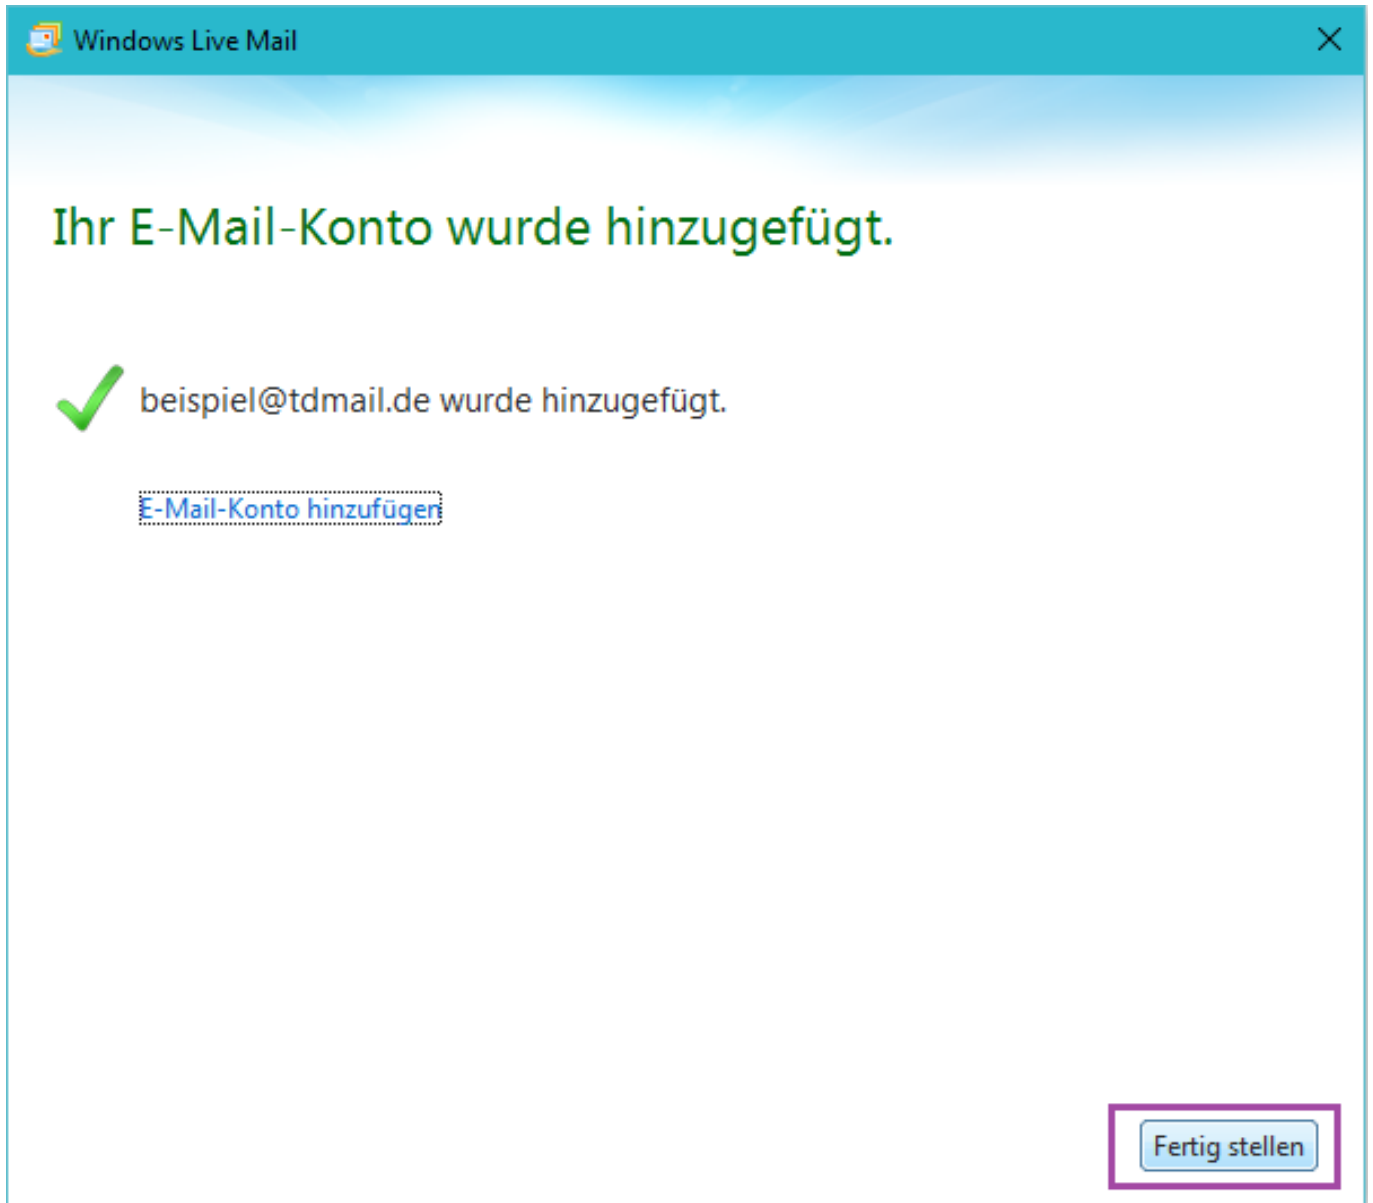 Windows Live Mail
Ihr E-Mail-Konto wurde hinzugefügt.
beispiel@tdmail.de wurde hinzugefügt.
E-Mail-Konto hinzufügen
Fertig stellen